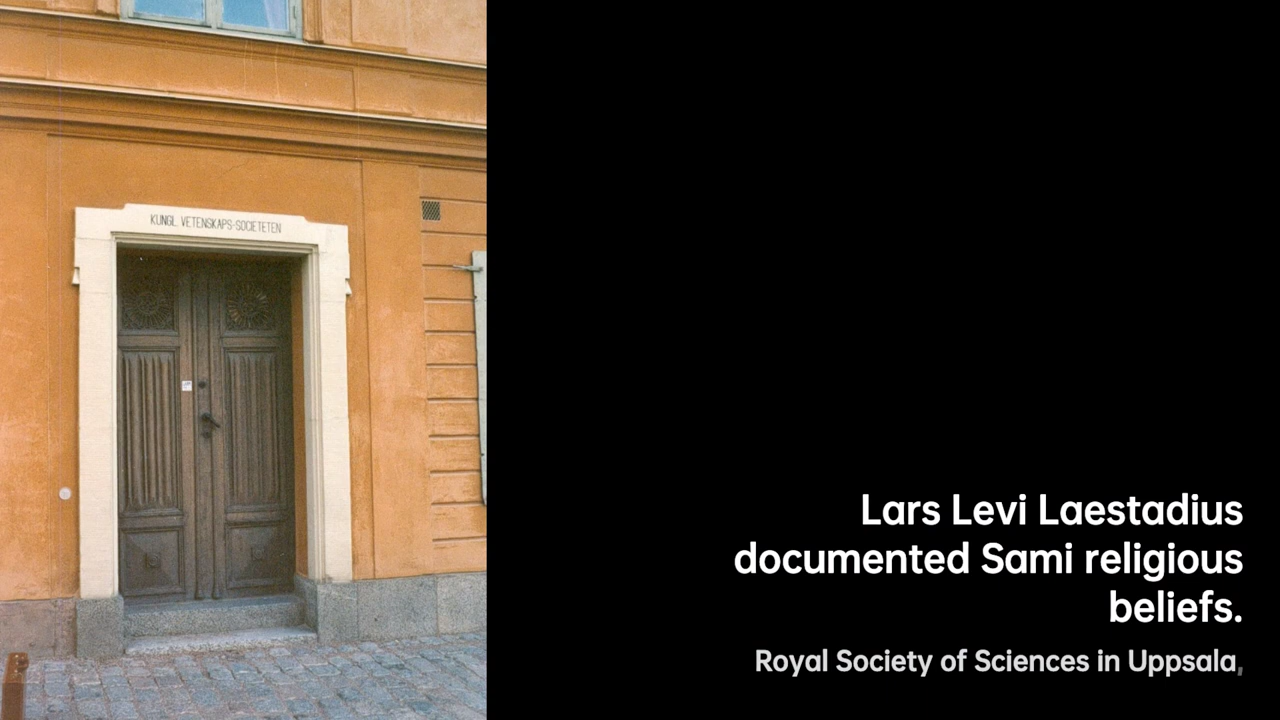 KUNGL. VETENSKAPS-SOCIETETEN
Lars Levi Laestadius
documented Sami religious
beliefs.
Royal Society of Sciences in Uppsala,